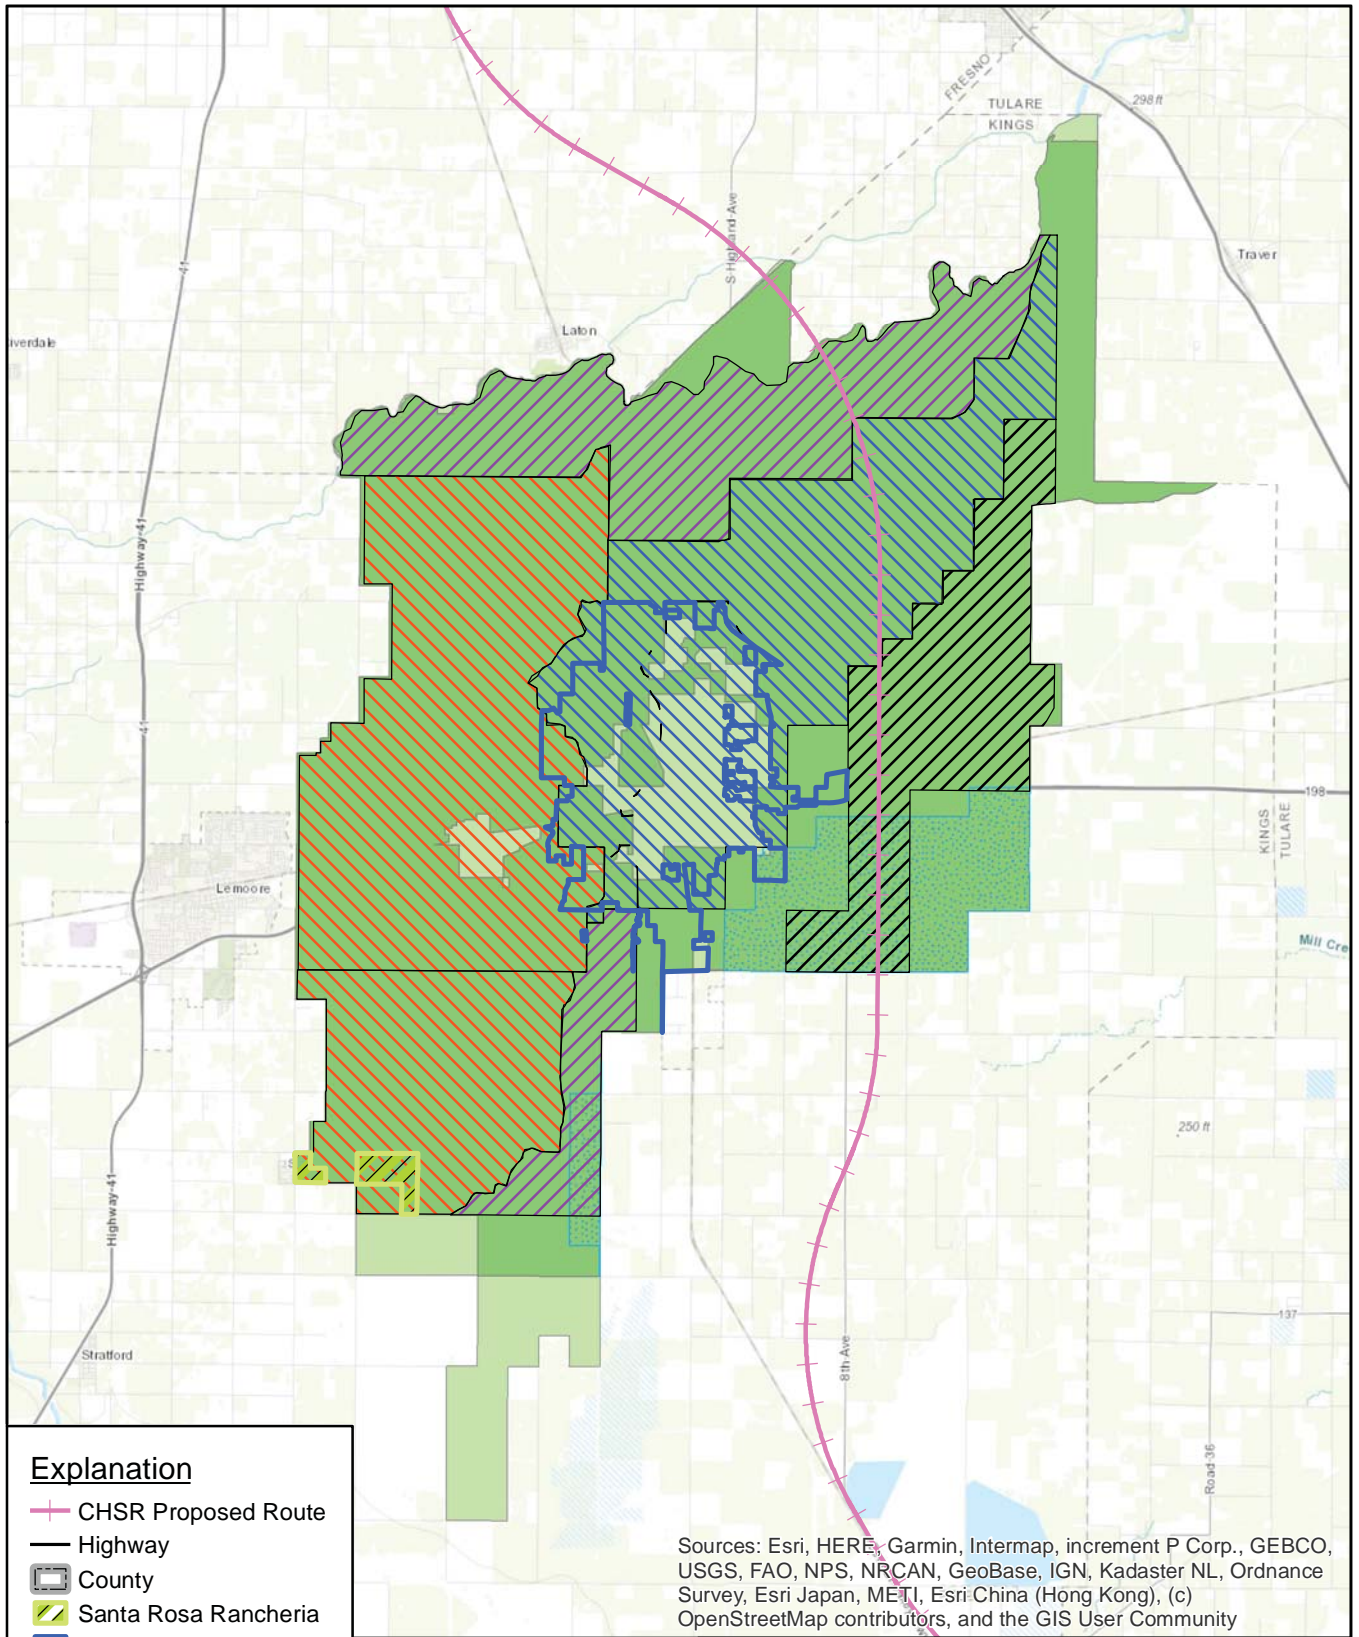 FRESNO
TULARE
KINGS
298 ft
S Highland Ave
Traver
41
Laton
iverdale
Highway 41
41
198
KINGS
TULARE
Lemoore
Mill Cre
250 ft
Highway 41
137
Stratford
8th Ave
Road 36
Explanation
CHSR Proposed Route
Highway
County
Santa Rosa Rancheria
Sources: Esri, HERE, Garmin, Intermap, increment P Corp., GEBCO,
USGS, FAO, NPS, NRCAN, GeoBase, IGN, Kadaster NL, Ordnance
Survey, Esri Japan, METI, Esri China (Hong Kong), (c)
OpenStreetMap contributors, and the GIS User Community